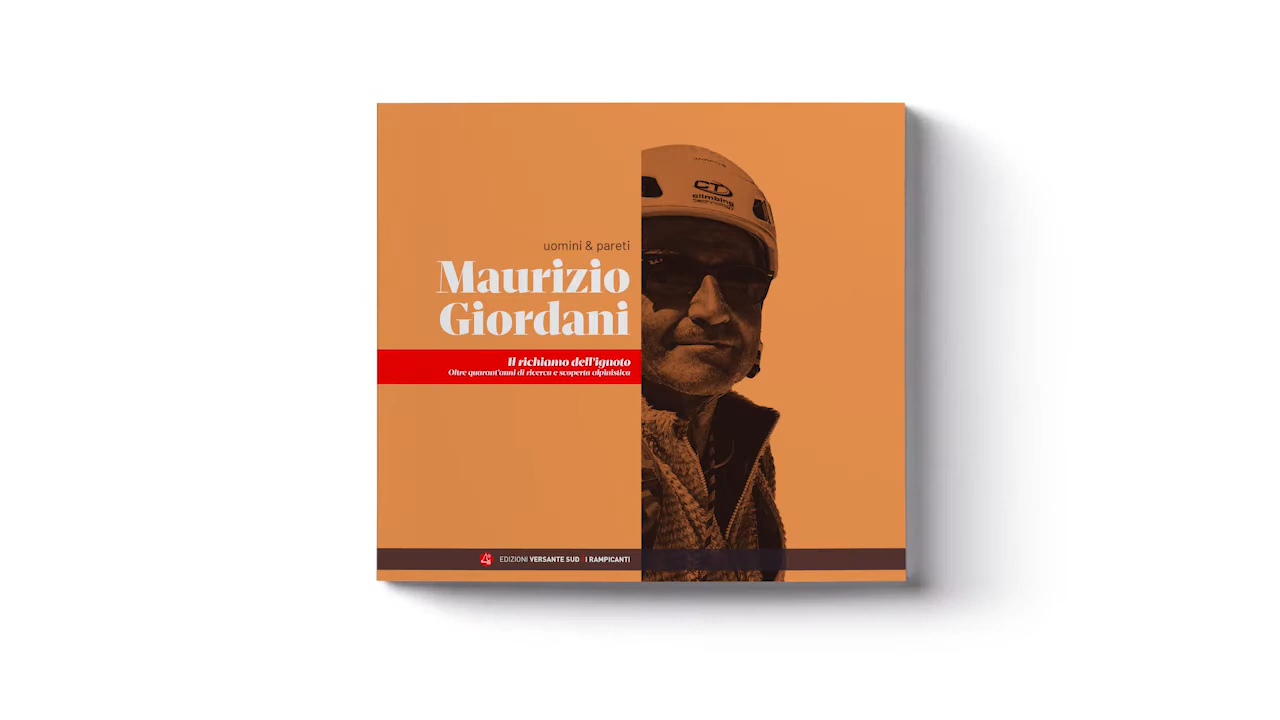 uomini & pareti
Maurizio
Giordani
Il richiamo dell'ignoto
Oltre quarant'anni di ricerca e scoperta alpinistica
EDIZIONI VERSANTE SUD I RAMPICANTI
CT
climbing
technology